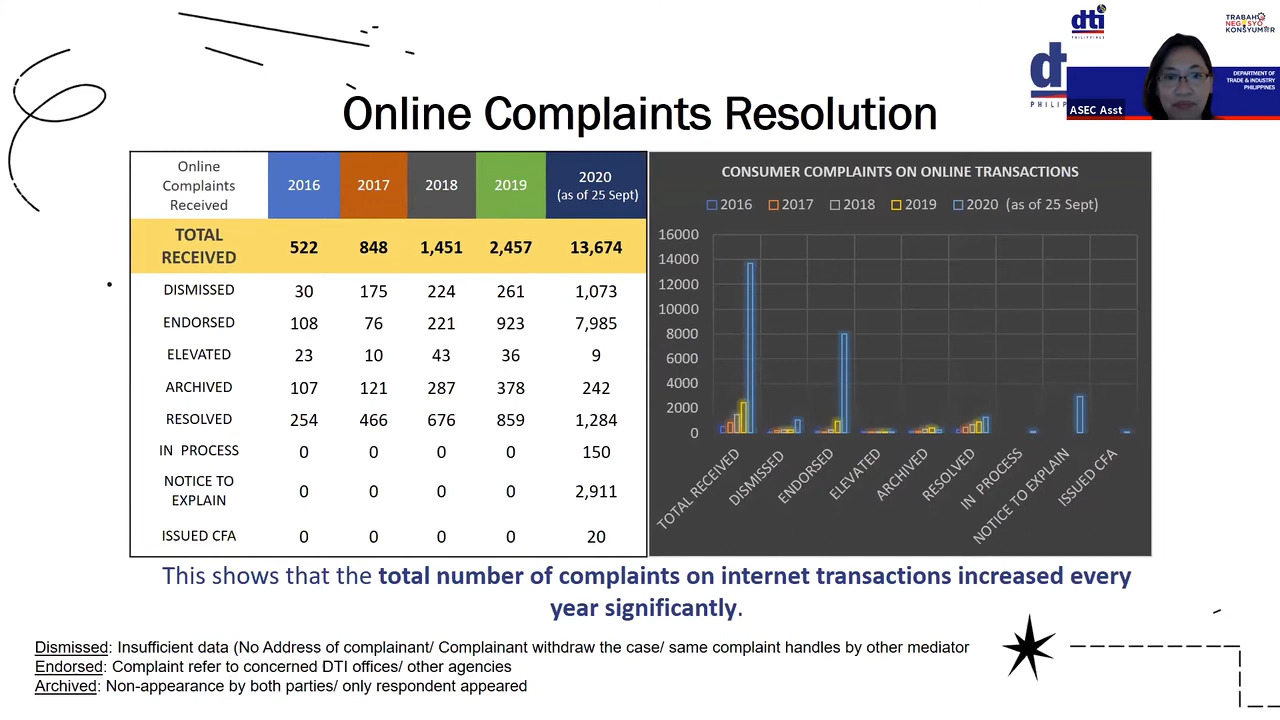 dti
PHILIPPINES
TRABAHO
NEGOSYO
KONSYUMER
DEPARTMENT OF
TRADE & INDUSTRY
PHILIPPINES
ASEC Asst
Online Complaints Resolution
Online Complaints Received 2016 2017 2018 2019 2020 (as of 25 Sept)
TOTAL RECEIVED 522 848 1,451 2,457 13,674
DISMISSED 30 175 224 261 1,073
ENDORSED 108 76 221 923 7,985
ELEVATED 23 10 43 36 9
ARCHIVED 107 121 287 378 242
RESOLVED 254 466 676 859 1,284
IN PROCESS 0 0 0 0 150
NOTICE TO EXPLAIN 0 0 0 0 2,911
ISSUED CFA 0 0 0 0 20
CONSUMER COMPLAINTS ON ONLINE TRANSACTIONS
2016 2017 2018 2019 2020 (as of 25 Sept)
16000
14000
12000
10000
8000
6000
4000
2000
0
TOTAL RECEIVED
DISMISSED
ENDORSED
ELEVATED
ARCHIVED
RESOLVED
IN PROCESS
NOTICE TO EXPLAIN
ISSUED CFA
This shows that the total number of complaints on internet transactions increased every
year significantly.
Dismissed: Insufficient data (No Address of complainant/ Complainant withdraw the case/ same complaint handles by other mediator
Endorsed: Complaint refer to concerned DTI offices/ other agencies
Archived: Non-appearance by both parties/ only respondent appeared